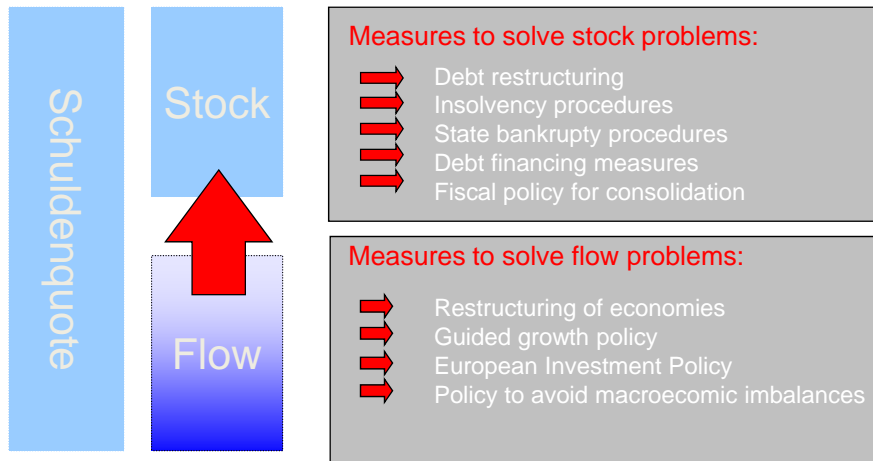 Schuldenquote
Stock
Flow
Measures to solve stock problems:
Debt restructuring
Insolvency procedures
State bankrupty procedures
Debt financing measures
Fiscal policy for consolidation
Measures to solve flow problems:
Restructuring of economies
Guided growth policy
European Investment Policy
Policy to avoid macroecomic imbalances